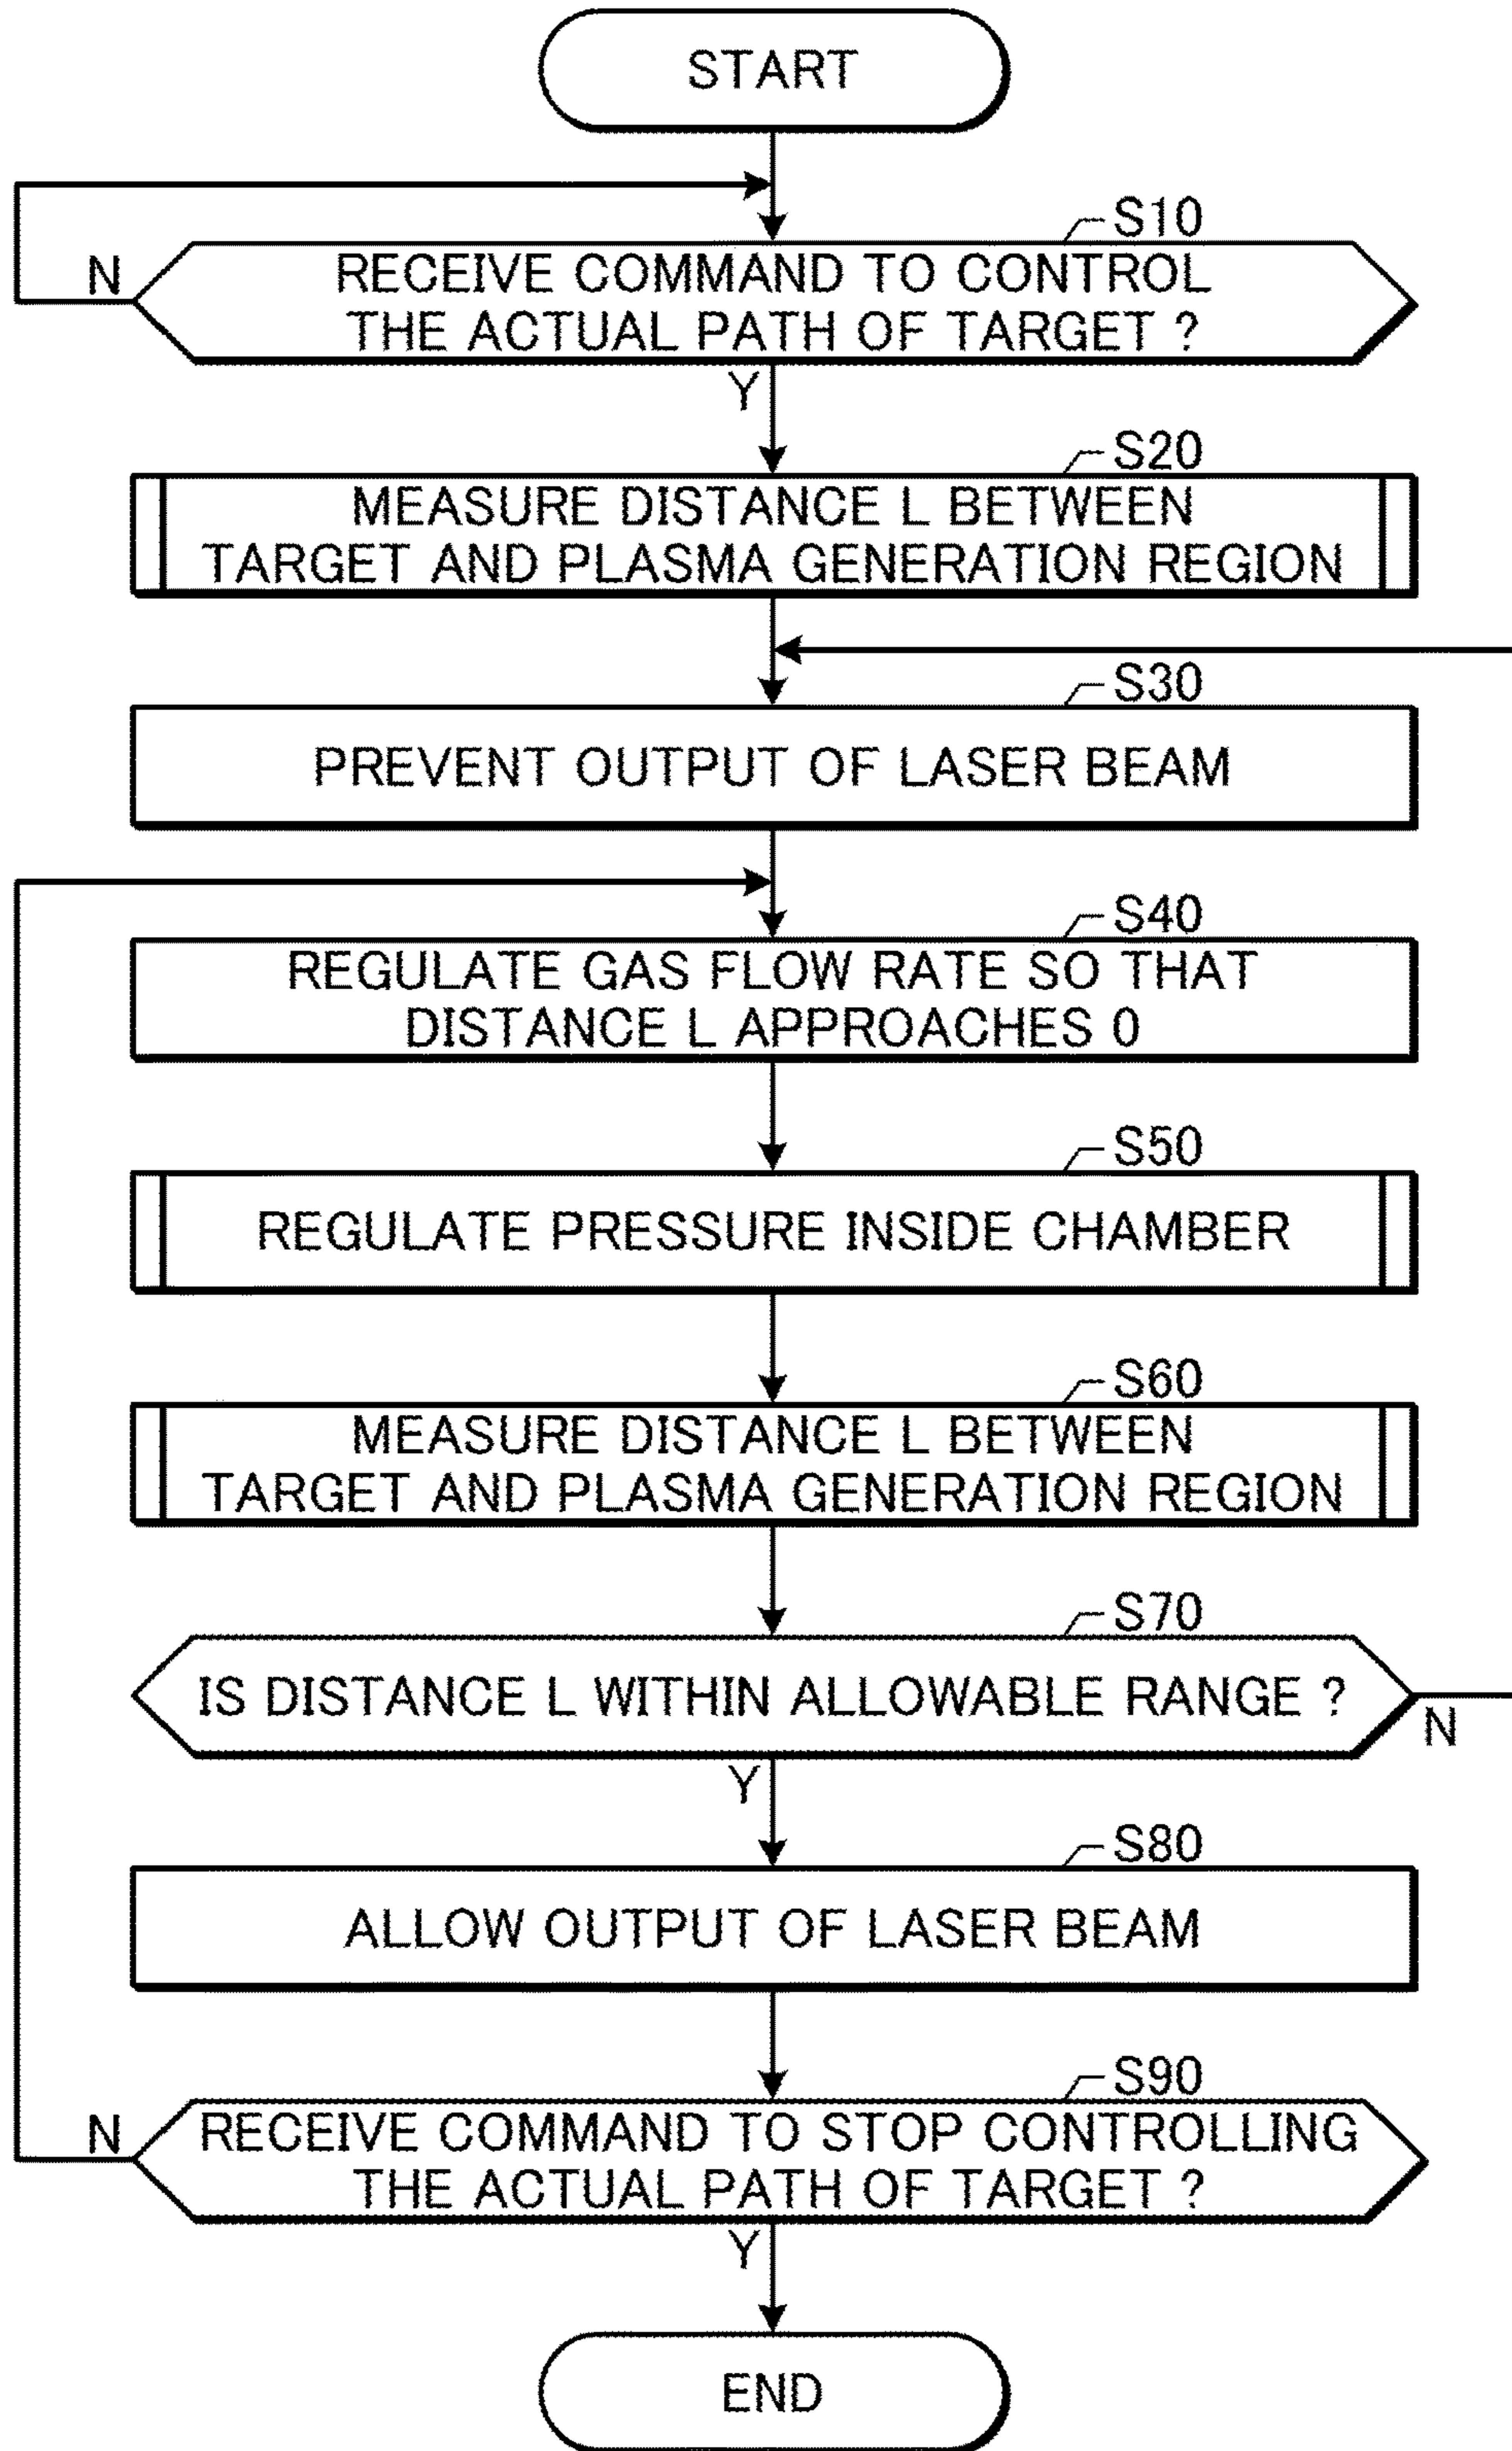 START
S10
N
RECEIVE COMMAND TO CONTROL
THE ACTUAL PATH OF TARGET ?
Y
S20
MEASURE DISTANCE L BETWEEN
TARGET AND PLASMA GENERATION REGION
S30
PREVENT OUTPUT OF LASER BEAM
S40
REGULATE GAS FLOW RATE SO THAT
DISTANCE L APPROACHES 0
S50
REGULATE PRESSURE INSIDE CHAMBER
S60
MEASURE DISTANCE L BETWEEN
TARGET AND PLASMA GENERATION REGION
S70
IS DISTANCE L WITHIN ALLOWABLE RANGE ?
N
Y
S80
ALLOW OUTPUT OF LASER BEAM
S90
N
RECEIVE COMMAND TO STOP CONTROLLING
THE ACTUAL PATH OF TARGET ?
Y
END